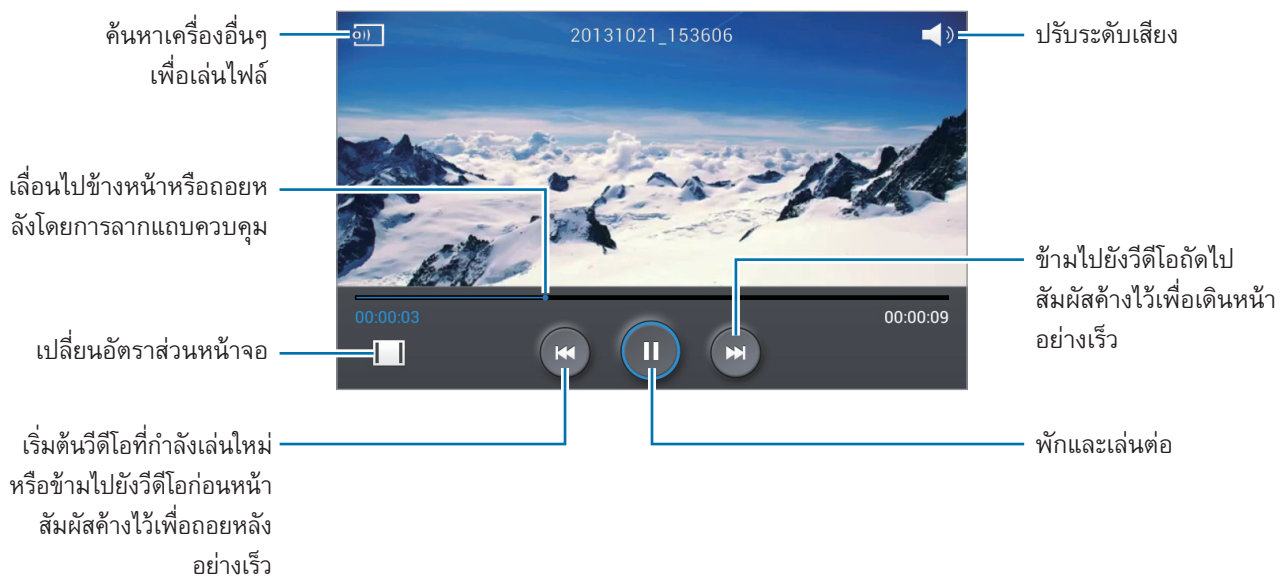 ค้นหาเครื่องอื่นๆ
เพื่อเล่นไฟล์
20131021_153606
ปรับระดับเสียง
เลื่อนไปข้างหน้าหรือถอยห
ลังโดยการลากแถบควบคุม
ข้ามไปยังวีดีโอถัดไป
สัมผัสค้างไว้เพื่อเดินหน้า
อย่างเร็ว
00:00:03
00:00:09
เปลี่ยนอัตราส่วนหน้าจอ
เริ่มต้นวีดีโอที่กำลังเล่นใหม่
หรือข้ามไปยังวีดีโอก่อนหน้า
สัมผัสค้างไว้เพื่อถอยหลัง
อย่างเร็ว
พักและเล่นต่อ